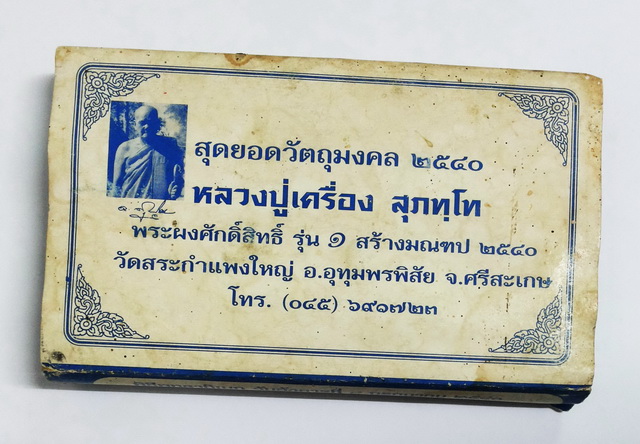 สุดยอดวัตถุมงคล ๒๕๔๐
หลวงปู่เครื่อง สุภทฺโท
พระผงศักดิ์สิทธิ์ รุ่น ๑ สร้างมณฑป ๒๕๔๐
วัดสระกำแพงใหญ่ อ.อุทุมพรพิสัย จ.ศรีสะเกษ
โทร. (๐๔๕) ๖๙๑๗๒๓